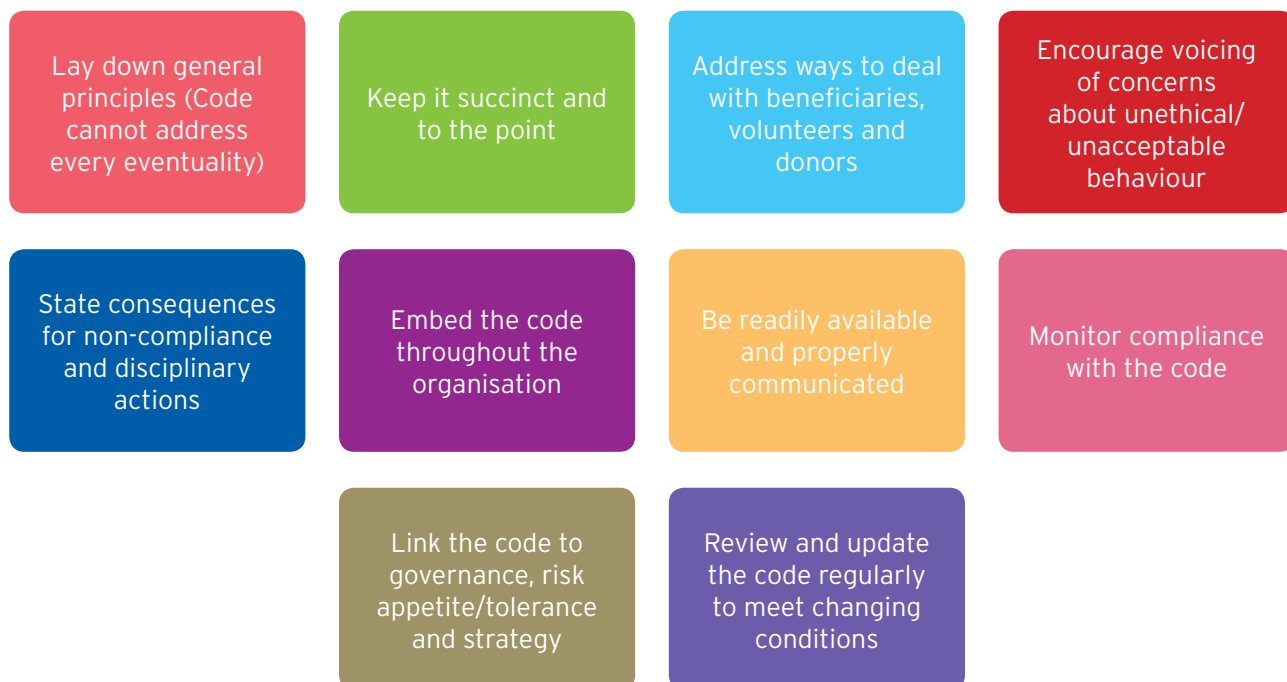 Lay down general
principles (Code
cannot address
every eventuality)
Keep it succinct and
to the point
Address ways to deal
with beneficiaries,
volunteers and
donors
Encourage voicing
of concerns
about unethical/
unacceptable
behaviour
State consequences
for non-compliance
and disciplinary
actions
Embed the code
throughout the
organisation
Be readily available
and properly
communicated
Monitor compliance
with the code
Link the code to
governance, risk
appetite/tolerance
and strategy
Review and update
the code regularly
to meet changing
conditions